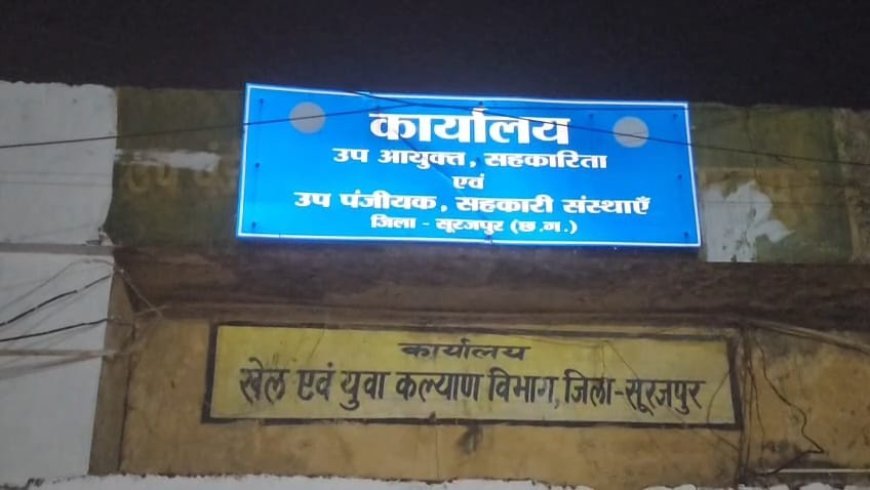 कार्यालय
उप आयुक्त, सहकारिता
एवं
उप पंजीयक, सहकारी संस्थाएँ
जिला - सूरजपुर (छ.ग.)
कार्यालय
खेल एवं युवा कल्याण विभाग, जिला-सूरजपुर